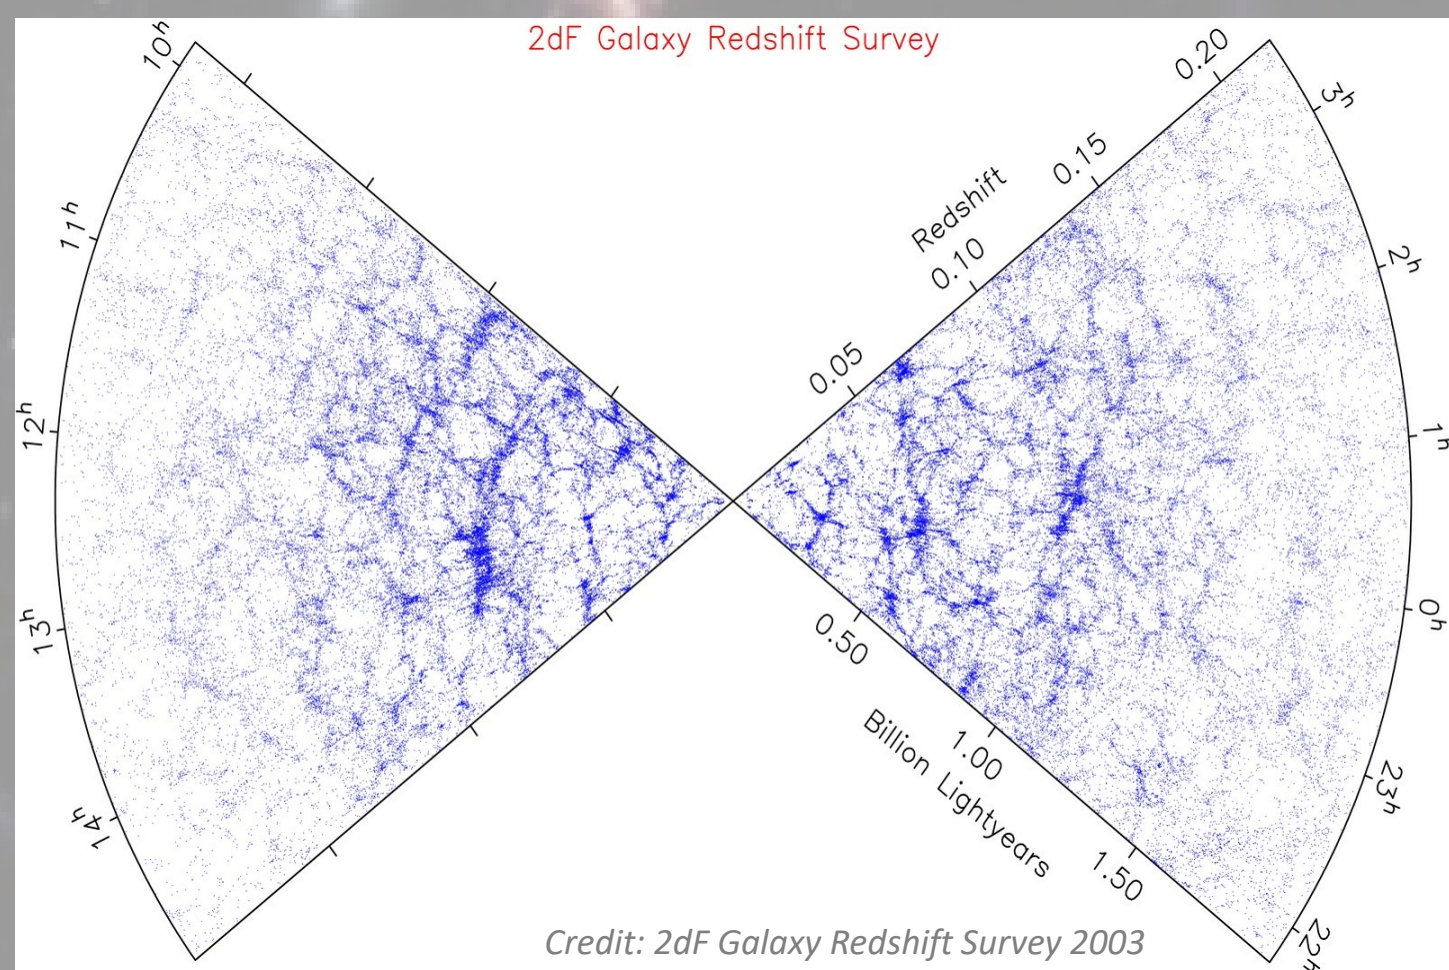 2dF Galaxy Redshift Survey
10h
11h
12h
13h
14h
Redshift
0.05
0.10
0.15
0.20
3h
2h
1h
0h
23h
22h
0.50
1.00
1.50
Billion Lightyears
Credit: 2dF Galaxy Redshift Survey 2003